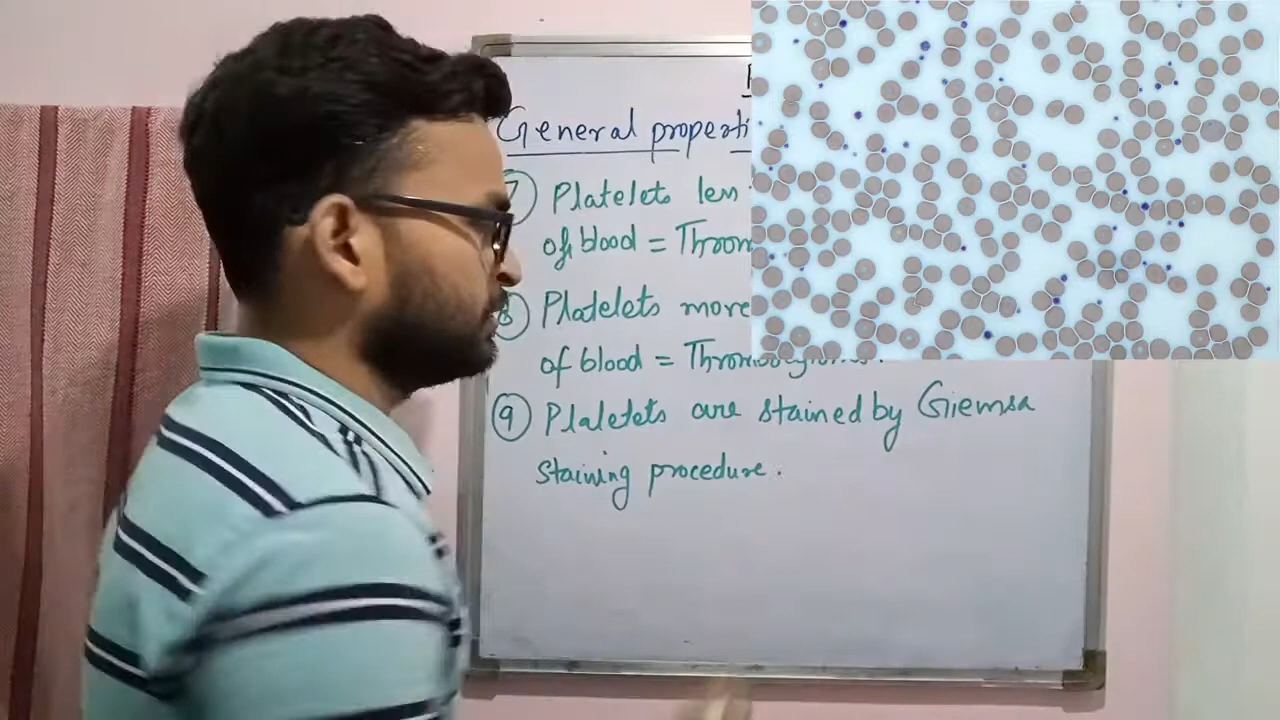 General properti
7 Platelets les
of blood = Throm
8 Platelets more
of blood = Thrombocytosis.
9 Plaletets are stained by Giemsa
staining procedure.